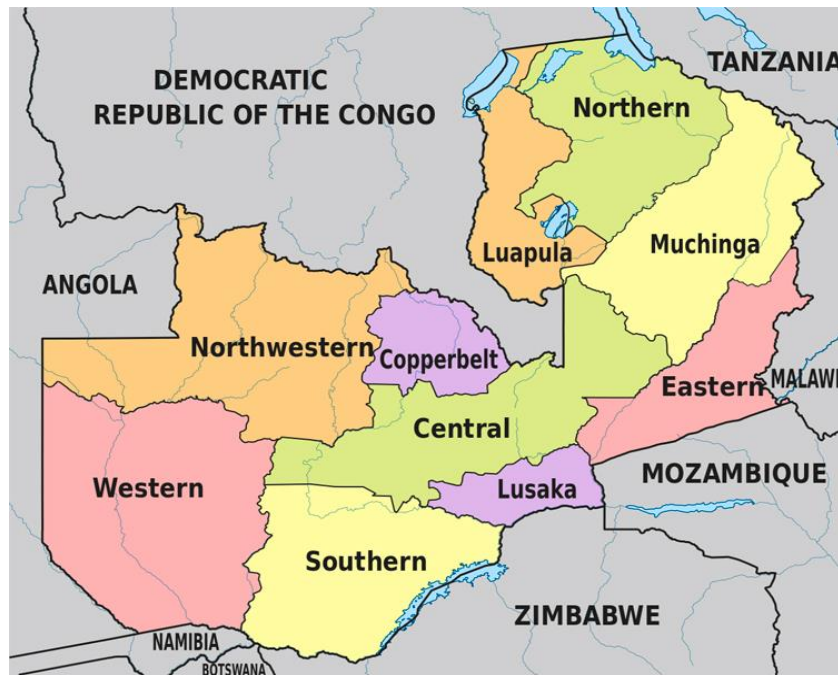 DEMOCRATIC
REPUBLIC OF THE CONGO
TANZANIA
Northern
Luapula
Muchinga
ANGOLA
Northwestern
Copperbelt
Eastern
MALAWI
Central
Western
Lusaka
MOZAMBIQUE
Southern
ZIMBABWE
NAMIBIA
BOTSWANA